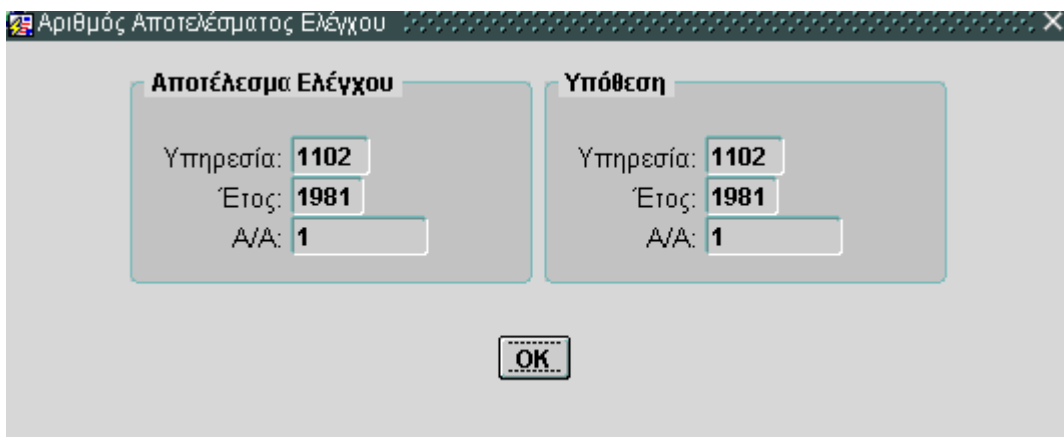 Αριθμός Αποτελέσματος Ελέγχου
Αποτέλεσμα Ελέγχου
Υπηρεσία: 1102
Έτος: 1981
Α/Α: 1
Υπόθεση
Υπηρεσία: 1102
Έτος: 1981
Α/Α: 1
OK